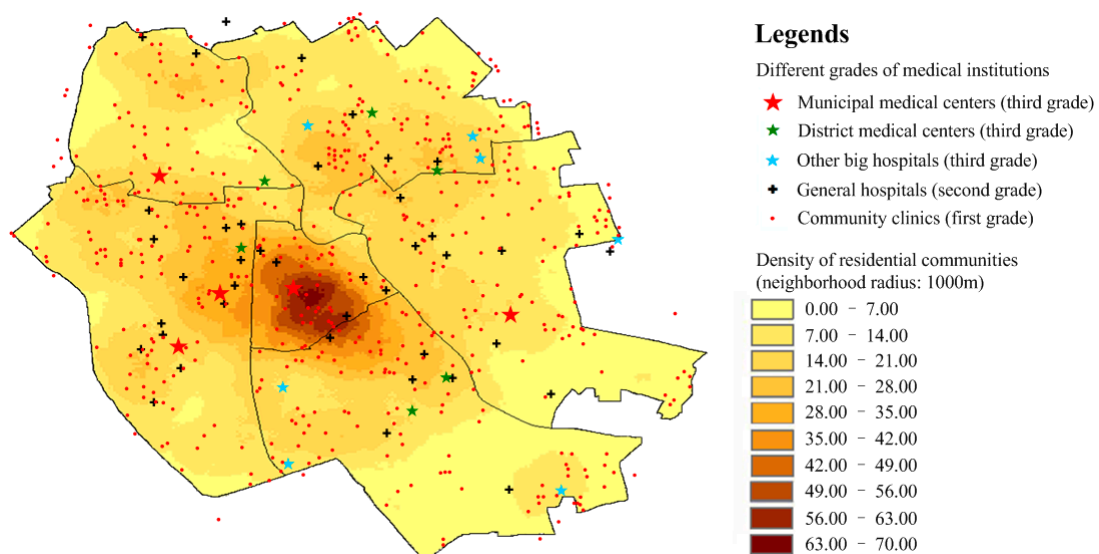 Legends
Different grades of medical institutions
Municipal medical centers (third grade)
District medical centers (third grade)
Other big hospitals (third grade)
General hospitals (second grade)
Community clinics (first grade)
Density of residential communities
(neighborhood radius: 1000m)
0.00 - 7.00
7.00 - 14.00
14.00 - 21.00
21.00 - 28.00
28.00 - 35.00
35.00 - 42.00
42.00 - 49.00
49.00 - 56.00
56.00 - 63.00
63.00 - 70.00